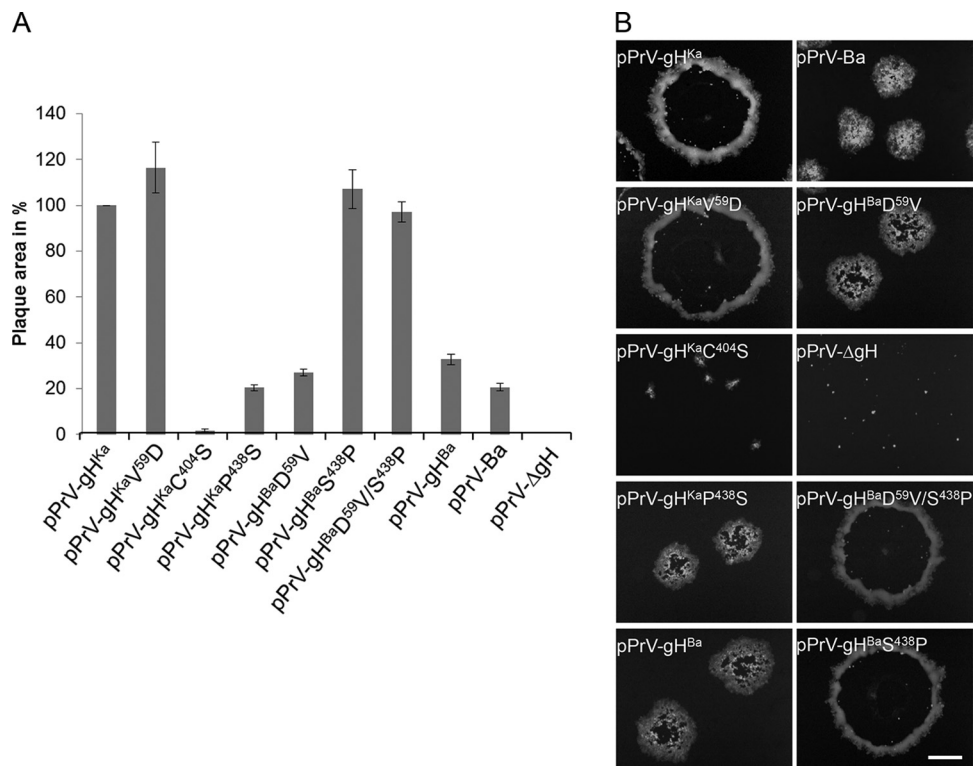 A
B
Plaque area in %
140
120
100
80
60
40
20
0
pPrV-gHᴷᵃ
pPrV-gHᴷᵃV⁵⁹D
pPrV-gHᴷᵃC⁴⁰⁴S
pPrV-gHᴷᵃP⁴³⁸S
pPrV-gHᴮᵃD⁵⁹V
pPrV-gHᴮᵃS⁴³⁸P
pPrV-gHᴮᵃD⁵⁹V/S⁴³⁸P
pPrV-gHᴮᵃ
pPrV-Ba
pPrV-ΔgH
pPrV-gHᴷᵃ
pPrV-Ba
pPrV-gHᴷᵃV⁵⁹D
pPrV-gHᴮᵃD⁵⁹V
pPrV-gHᴷᵃC⁴⁰⁴S
pPrV-ΔgH
pPrV-gHᴷᵃP⁴³⁸S
pPrV-gHᴮᵃD⁵⁹V/S⁴³⁸P
pPrV-gHᴮᵃ
pPrV-gHᴮᵃS⁴³⁸P